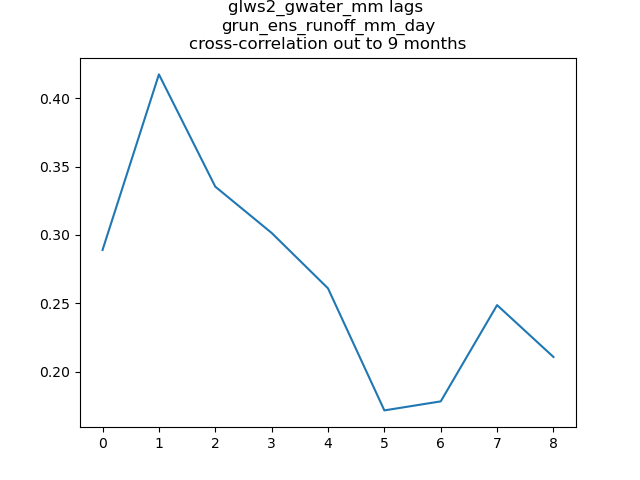 glws2_gwater_mm lags
grun_ens_runoff_mm_day
cross-correlation out to 9 months
0.40
0.35
0.30
0.25
0.20
0 1 2 3 4 5 6 7 8